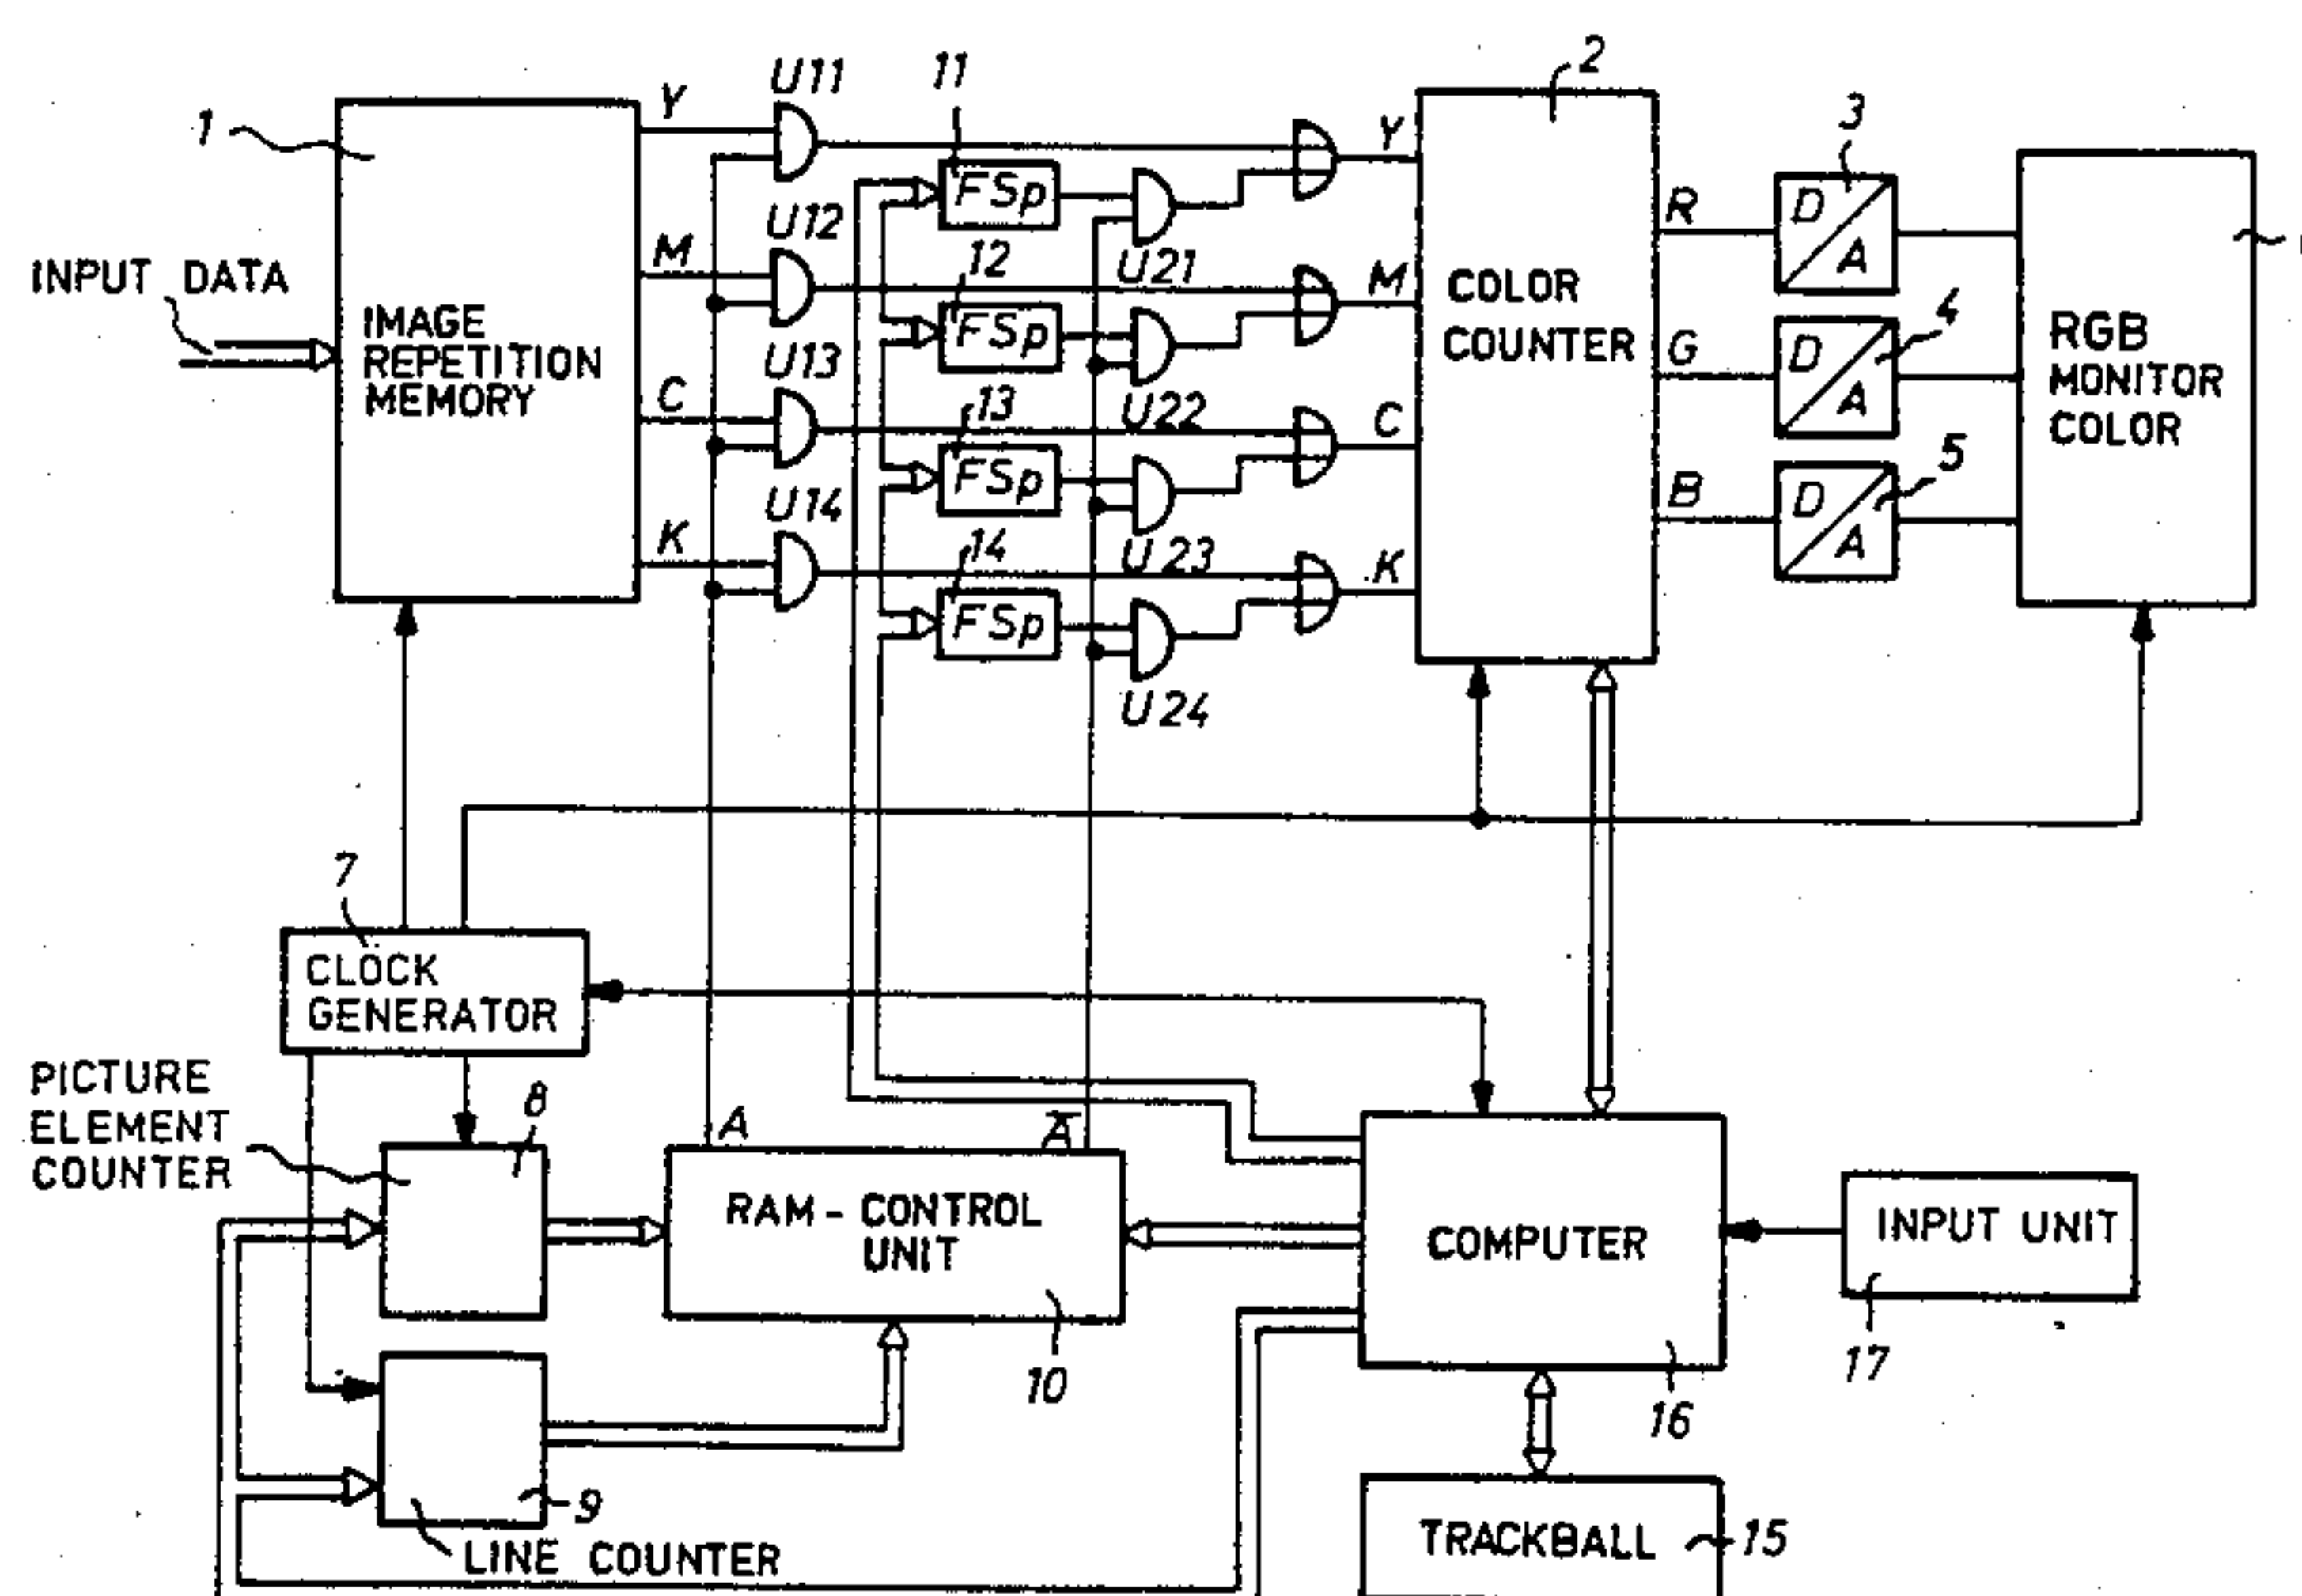 U11
11
2
Y
Y
3
1
FSp
R
D
A
U12
M
12
U21
M
COLOR
COUNTER
INPUT DATA
IMAGE
REPETITION
MEMORY
FSp
4
RGB
MONITOR
COLOR
U13
G
D
A
C
13
U22
C
5
FSp
U14
B
D
A
K
14
U23
K
FSp
U24
7
CLOCK
GENERATOR
PICTURE
ELEMENT
COUNTER
8
A
A̅
RAM - CONTROL
UNIT
COMPUTER
INPUT UNIT
10
17
16
9
LINE COUNTER
TRACKBALL
15